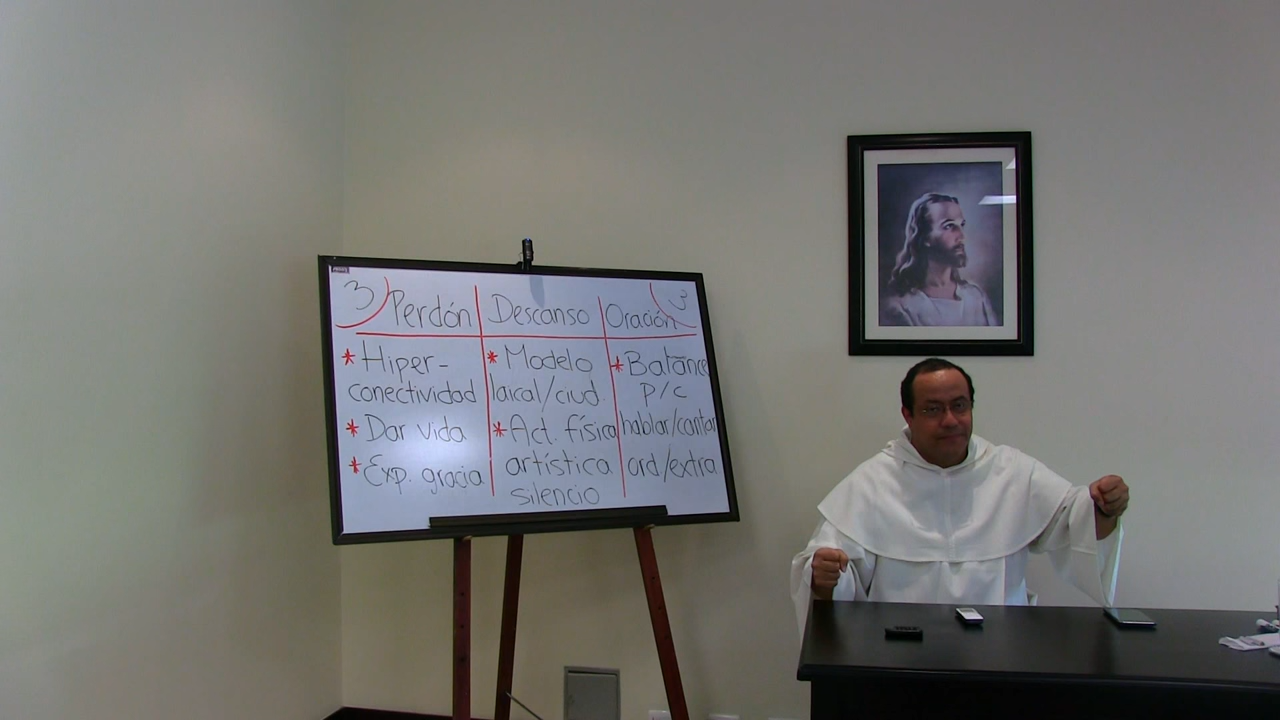 3 Perdón Descanso Oración 3
* Hiper-
conectividad
* Dar vida
* Exp. gracia
* Modelo
laical/ciud.
* Act. física
artística
silencio
* Balance
p/c
hablar/cantar
ord/extra